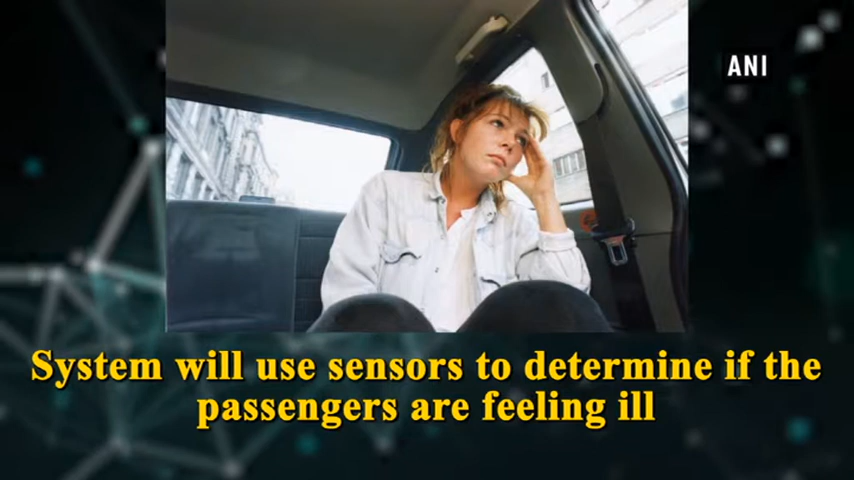 ANI
System will use sensors to determine if the
passengers are feeling ill